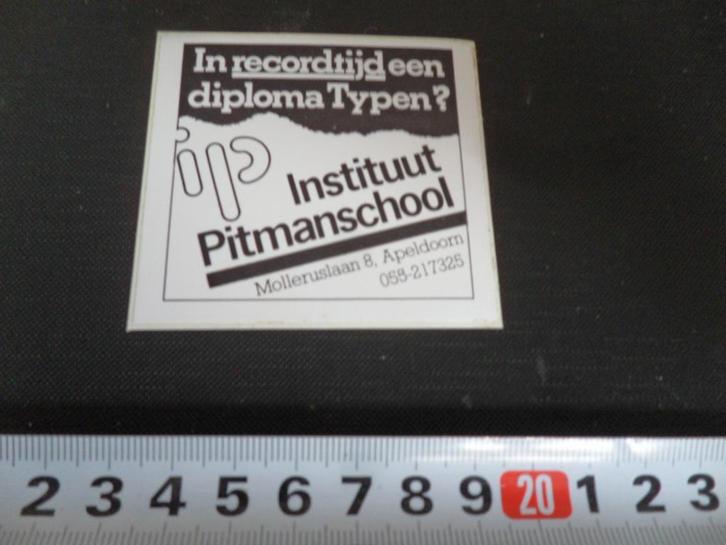 In recordtijd een
diploma Typen?
ip
Instituut
Pitmanschool
Molleruslaan 8, Apeldoorn
055-217325
2 3 4 5 6 7 8 9 20 1 2 3